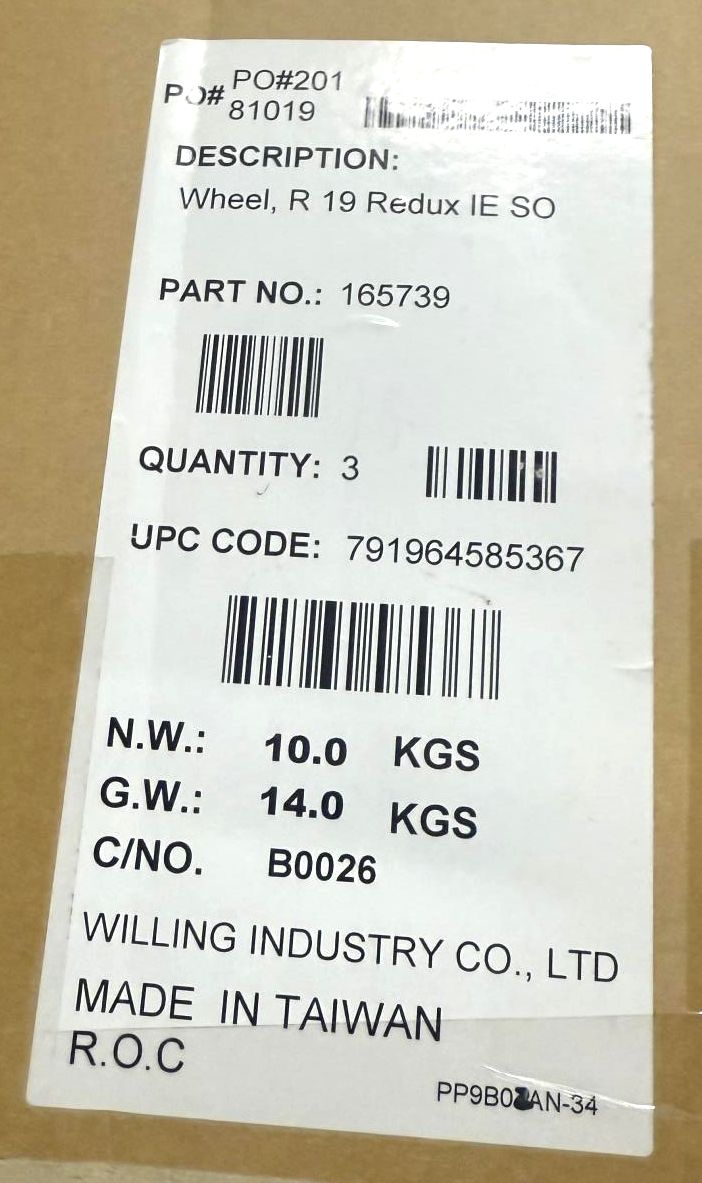 PO# PO#201
81019
DESCRIPTION:
Wheel, R 19 Redux IE SO
PART NO.: 165739
QUANTITY: 3
UPC CODE: 791964585367
N.W.: 10.0 KGS
G.W.: 14.0 KGS
C/NO. B0026
WILLING INDUSTRY CO., LTD
MADE IN TAIWAN
R.O.C